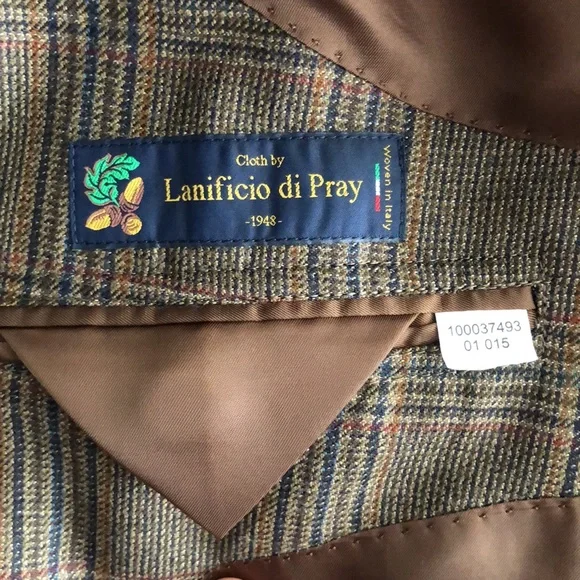 Cloth by
Lanificio di Pray
-1948-
Woven in Italy
100037493
01 015